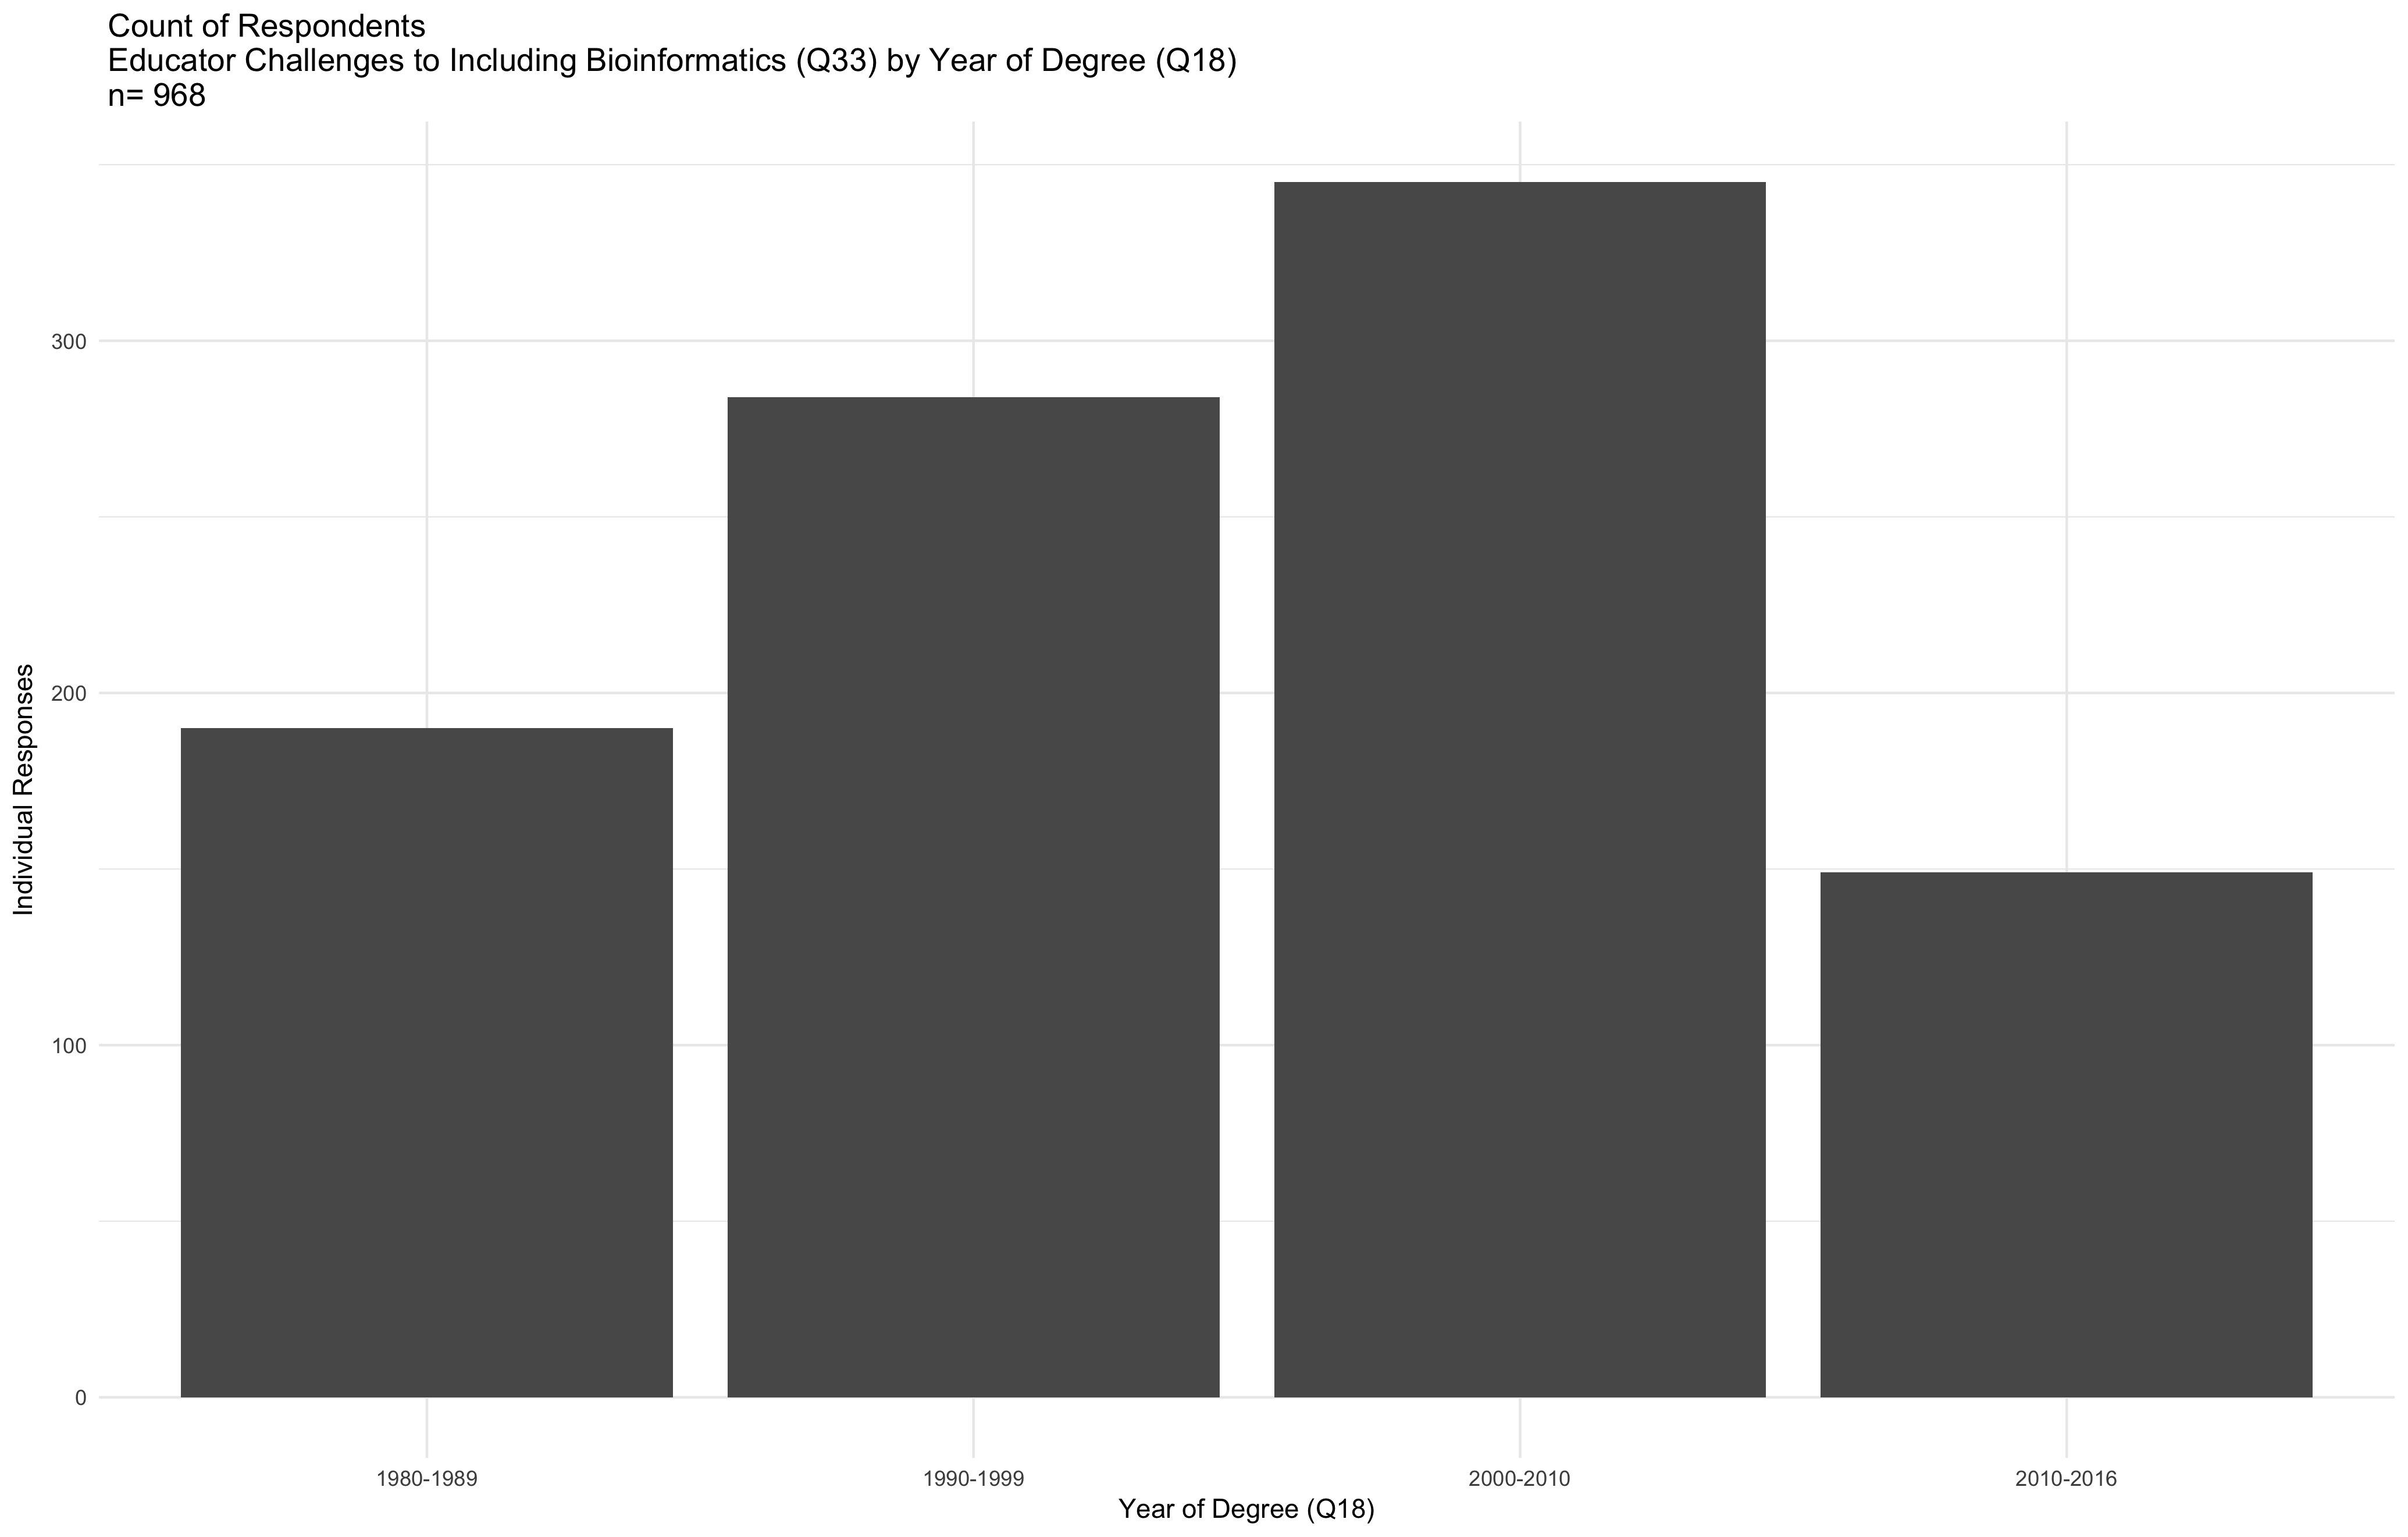 Count of Respondents
Educator Challenges to Including Bioinformatics (Q33) by Year of Degree (Q18)
n= 968
300
200
100
0
Individual Responses
1980-1989
1990-1999
2000-2010
2010-2016
Year of Degree (Q18)